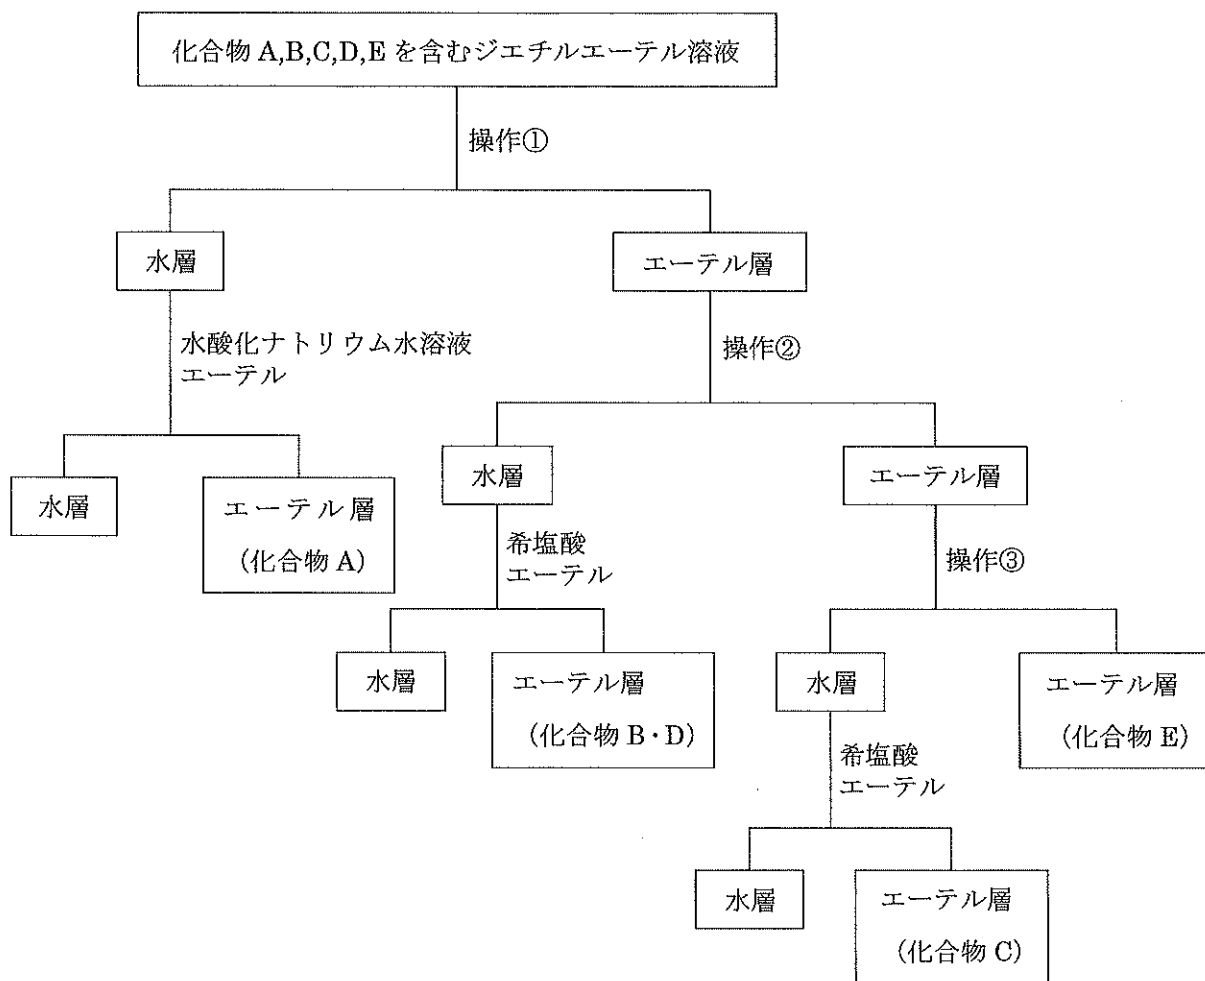 化合物 A,B,C,D,E を含むジエチルエーテル溶液
操作①
水層
エーテル層
水酸化ナトリウム水溶液
エーテル
操作②
水層
エーテル層
(化合物 A)
水層
エーテル層
希塩酸
エーテル
操作③
水層
エーテル層
(化合物 B・D)
水層
エーテル層
(化合物 E)
希塩酸
エーテル
水層
エーテル層
(化合物 C)